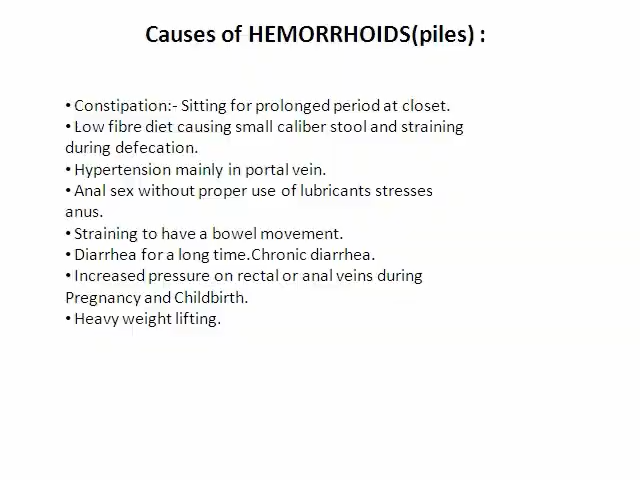 Causes of HEMORRHOIDS(piles) :
• Constipation:- Sitting for prolonged period at closet.
• Low fibre diet causing small caliber stool and straining
during defecation.
• Hypertension mainly in portal vein.
• Anal sex without proper use of lubricants stresses
anus.
• Straining to have a bowel movement.
• Diarrhea for a long time.Chronic diarrhea.
• Increased pressure on rectal or anal veins during
Pregnancy and Childbirth.
• Heavy weight lifting.